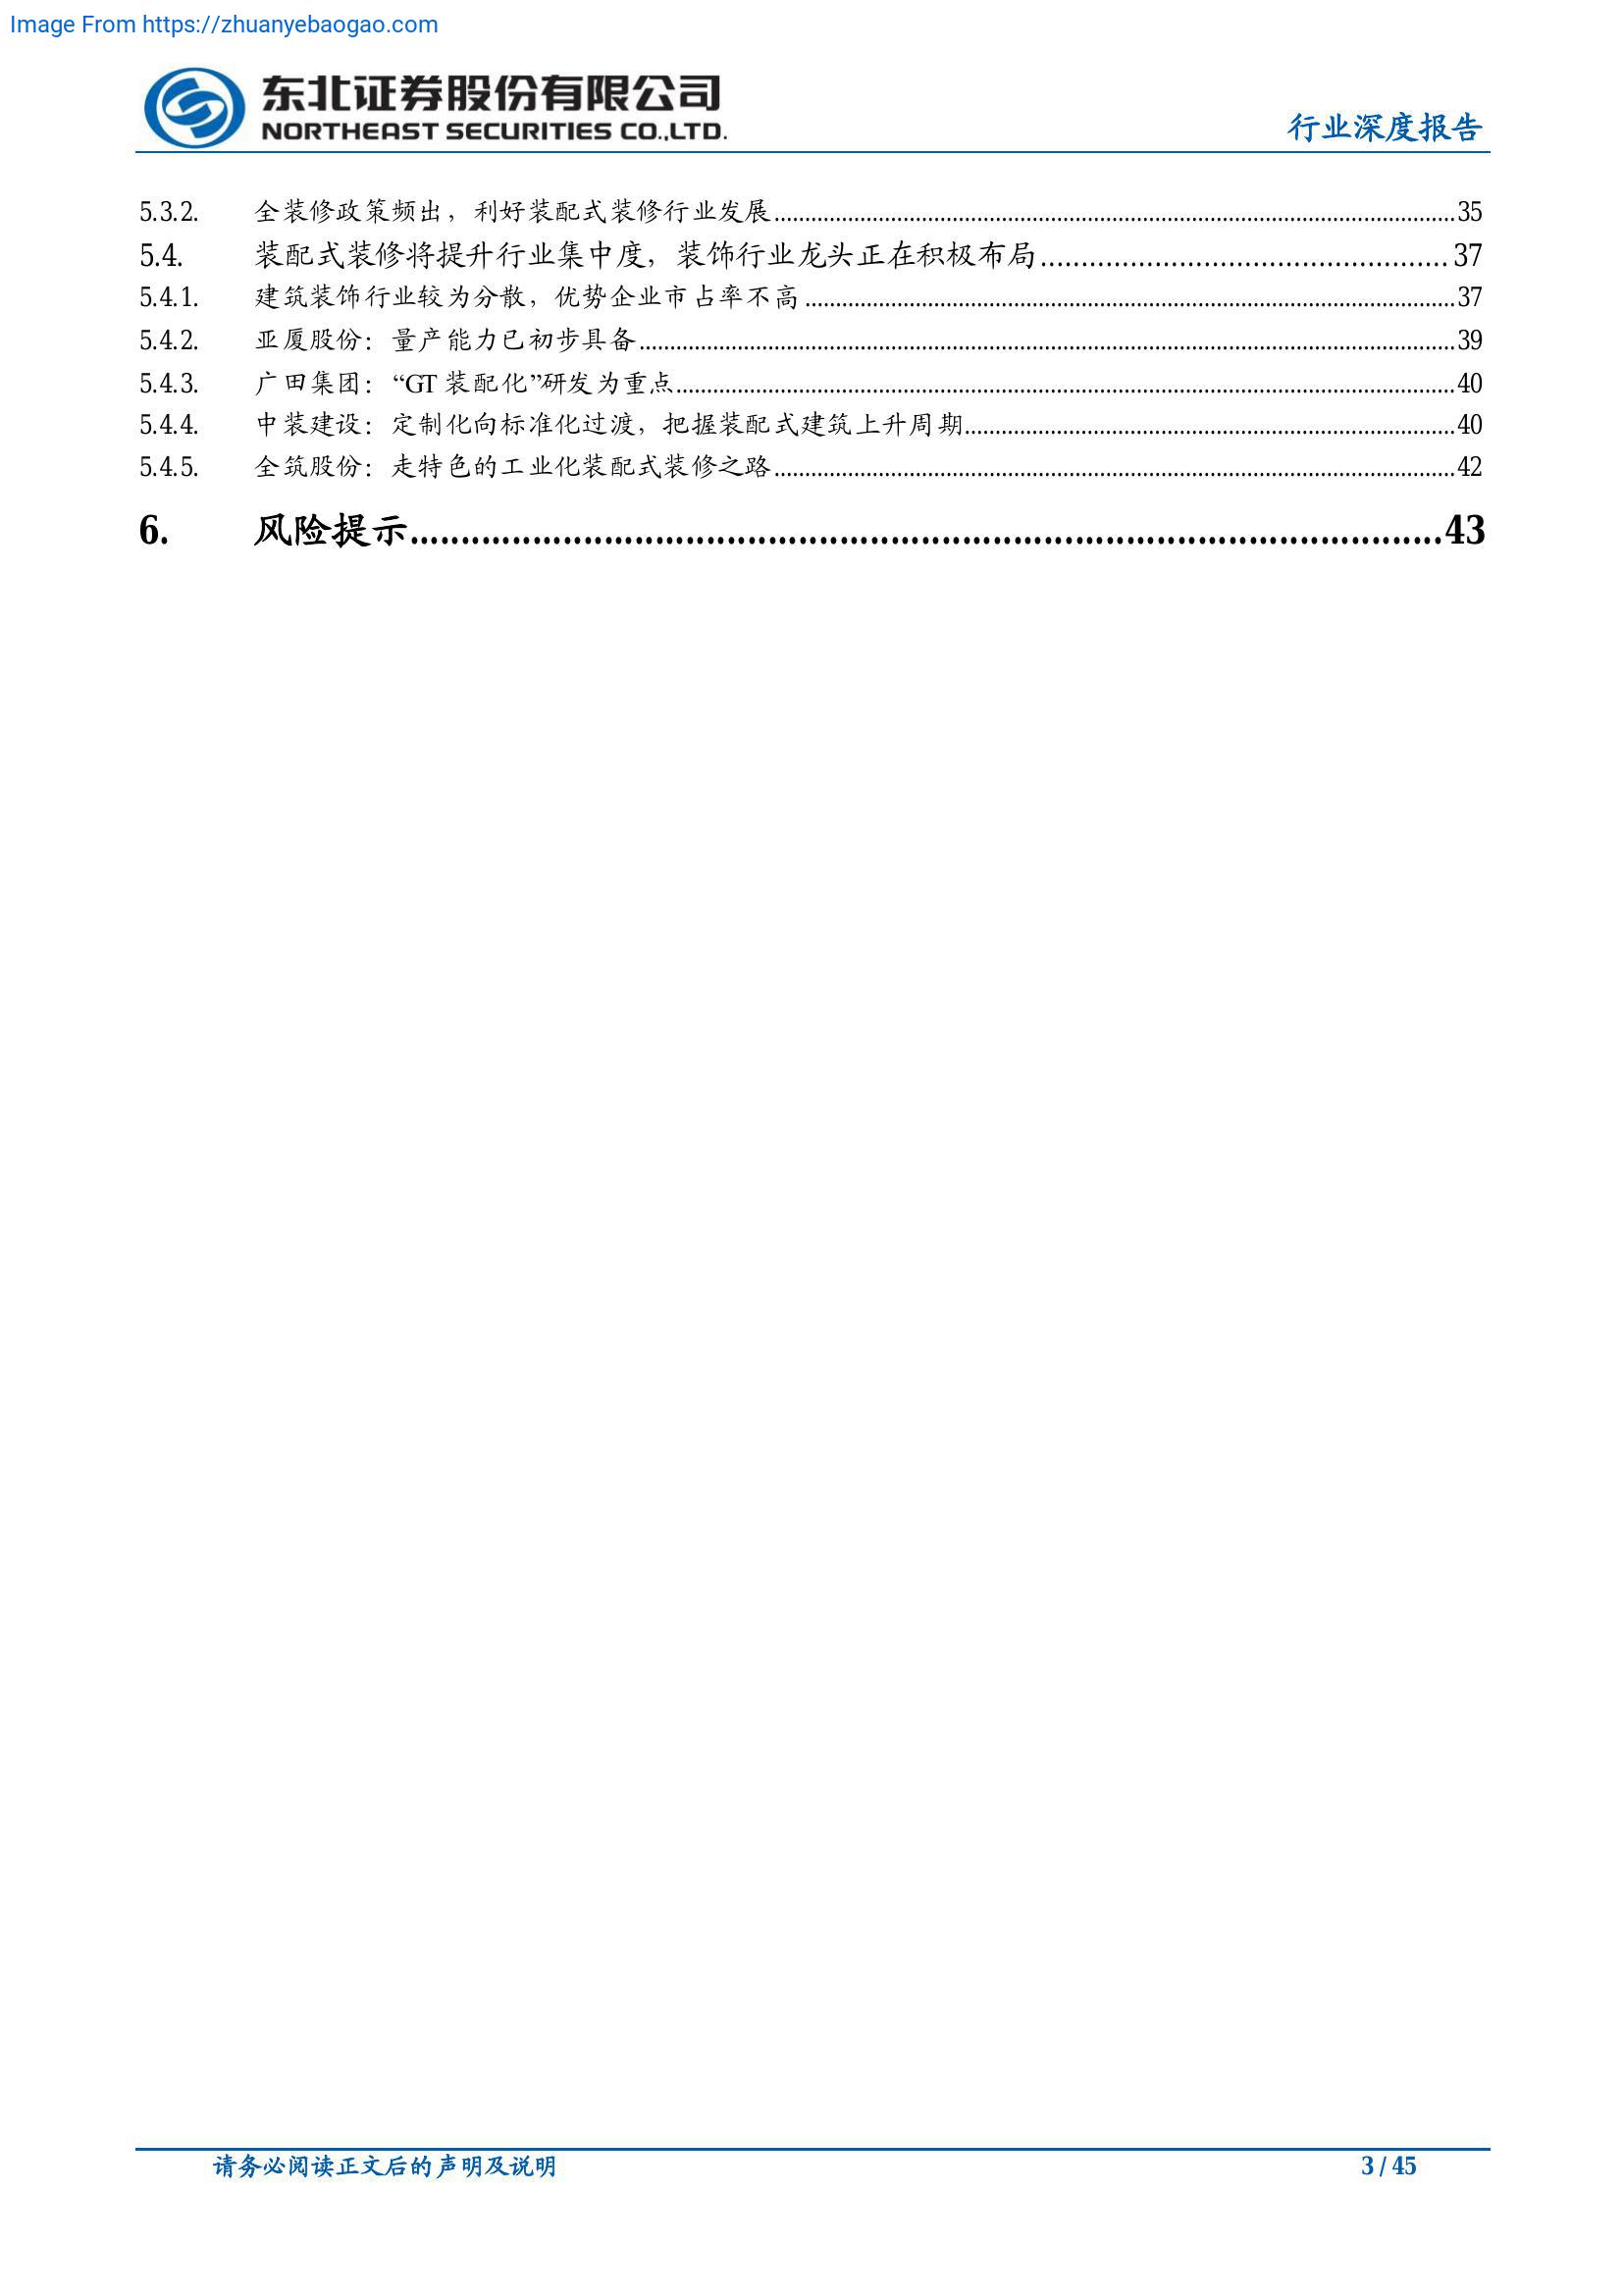 Image From https://zhuanyebaogao.com
东北证券股份有限公司
NORTHEAST SECURITIES CO.,LTD.
行业深度报告
5.3.2. 全装修政策频出，利好装配式装修行业发展 35
5.4. 装配式装修将提升行业集中度，装饰行业龙头正在积极布局 37
5.4.1. 建筑装饰行业较为分散，优势企业市占率不高 37
5.4.2. 亚厦股份：量产能力已初步具备 39
5.4.3. 广田集团：“GT 装配化”研发为重点 40
5.4.4. 中装建设：定制化向标准化过渡，把握装配式建筑上升周期 40
5.4.5. 全筑股份：走特色的工业化装配式装修之路 42
6. 风险提示 43
请务必阅读正文后的声明及说明
3 / 45